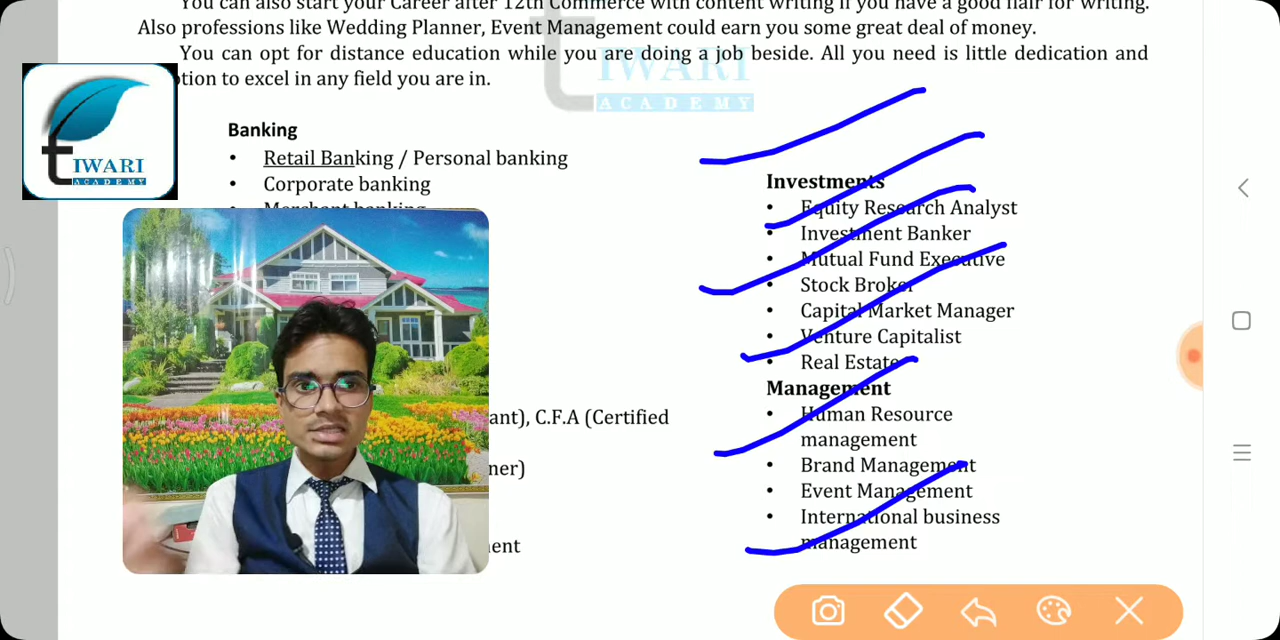 You can also start your Career after 12th Commerce with content writing if you have a good flair for writing.
Also professions like Wedding Planner, Event Management could earn you some great deal of money.
You can opt for distance education while you are doing a job beside. All you need is little dedication and
otion to excel in any field you are in.
IWARI
ACADEMY
tIWARI
ACADEMY
Banking
• Retail Banking / Personal banking
• Corporate banking
• Merchant banking
ant), C.F.A (Certified
ner)
ent
Investments
• Equity Research Analyst
• Investment Banker
• Mutual Fund Executive
• Stock Broker
• Capital Market Manager
• Venture Capitalist
• Real Estate
Management
• Human Resource
management
• Brand Management
• Event Management
• International business
management